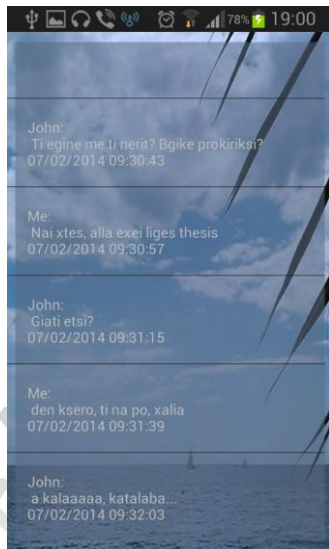 78% 19:00
John:
Ti egine me ti nerit? Bgike prokiriksi?
07/02/2014 09:30:43
Me:
Nai xtes, alla exei liges thesis
07/02/2014 09:30:57
John:
Giati etsi?
07/02/2014 09:31:15
Me:
den ksero, ti na po, xalia
07/02/2014 09:31:39
John:
a kalaaaaa, katalaba...
07/02/2014 09:32:03